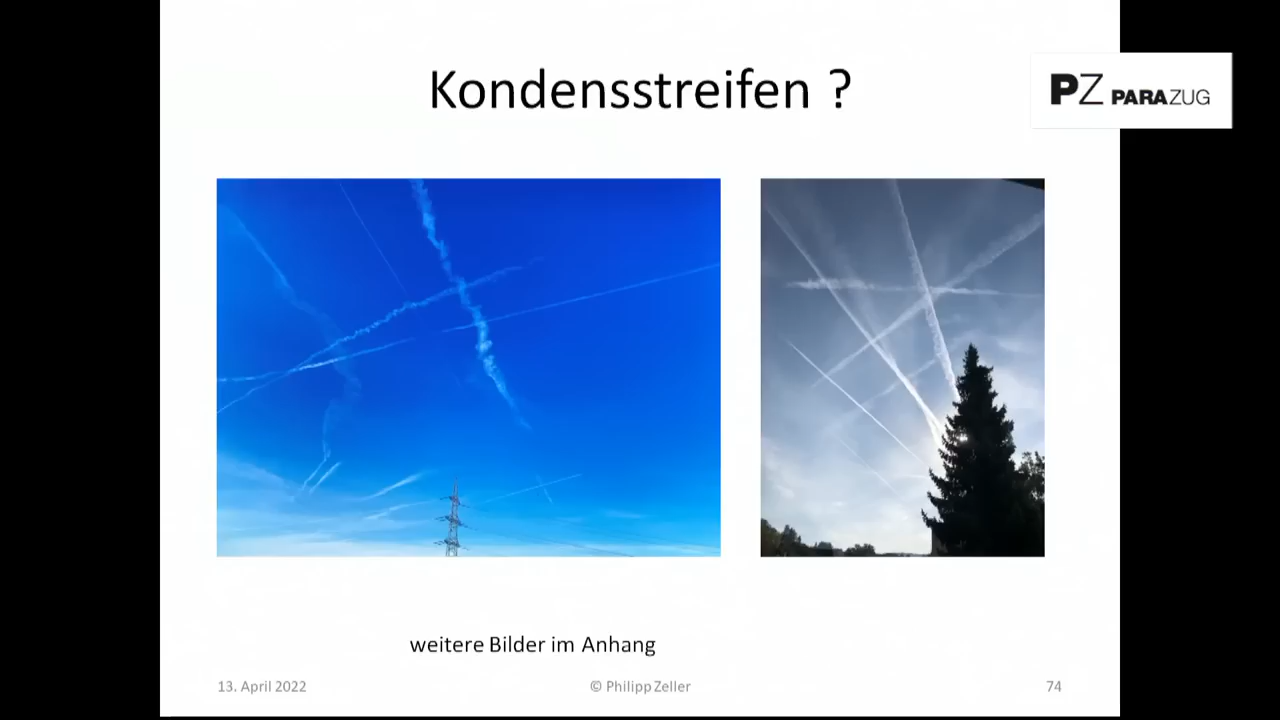 Kondensstreifen ?
PZ PARAZUG
weitere Bilder im Anhang
13. April 2022
© Philipp Zeller
74